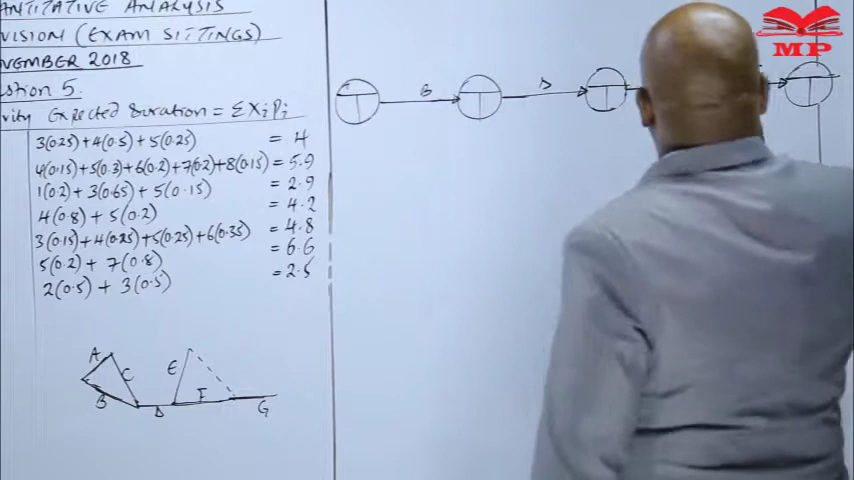 ANTITATIVE ANALYSIS
VISION (EXAM SITTINGS)
VEMBER 2018
stion 5.
vity Expected Duration = ΣXiPi
3(0.25)+4(0.5)+5(0.25) = 4
4(0.15)+5(0.3)+6(0.2)+7(0.2)+8(0.15) = 5.9
1(0.2)+3(0.65)+5(0.15) = 2.9
4(0.8)+5(0.2) = 4.2
3(0.15)+4(0.25)+5(0.25)+6(0.35) = 4.8
5(0.2)+7(0.8) = 6.6
2(0.5)+3(0.5) = 2.5
A
C
B
D
E
F
G
B
D
MP